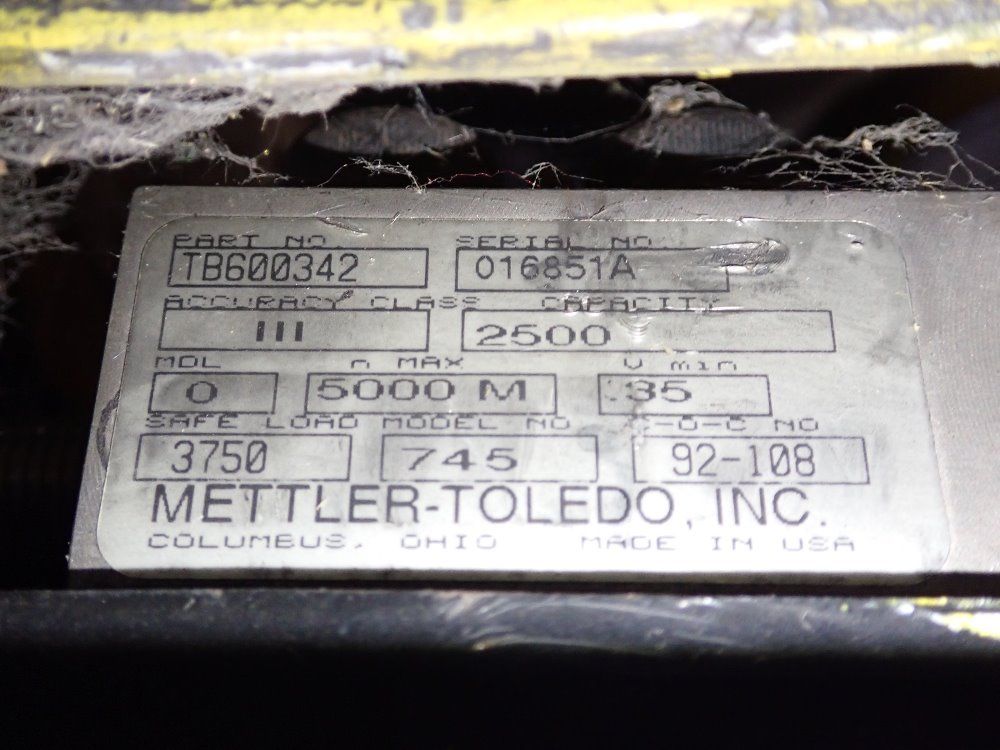 PART NO. SERIAL NO.
TB600342 016851A
ACCURACY CLASS CAPACITY
III 2500
MDL n MAX V min
0 5000 M .35
SAFE LOAD MODEL NO C-O-C NO
3750 745 92-108
METTLER-TOLEDO, INC.
COLUMBUS, OHIO MADE IN USA